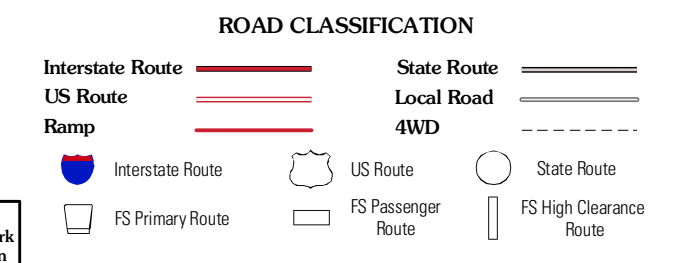 ROAD CLASSIFICATION
Interstate Route
State Route
US Route
Local Road
Ramp
4WD
Interstate Route
US Route
State Route
FS Primary Route
FS Passenger
Route
FS High Clearance
Route